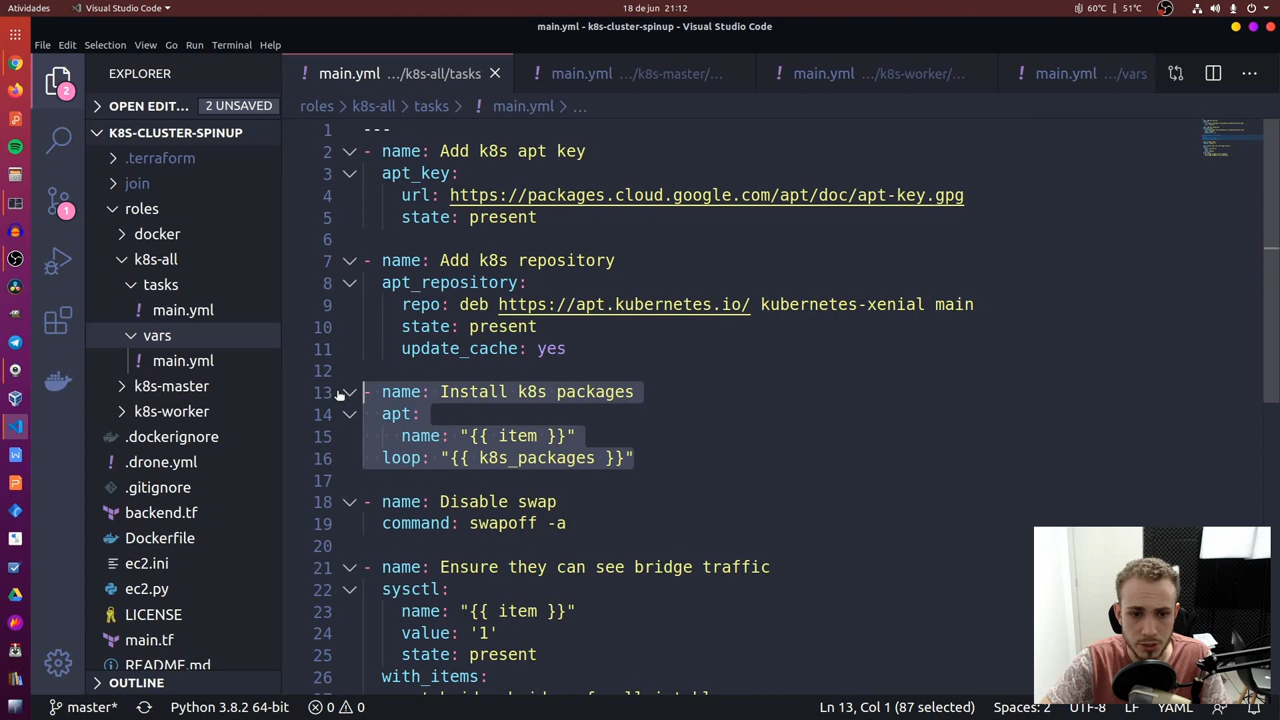 Atividades
Visual Studio Code
18 de jun 21:12
60°C
51°C
main.yml - k8s-cluster-spinup - Visual Studio Code
File Edit Selection View Go Run Terminal Help
EXPLORER
main.yml .../k8s-all/tasks
main.yml .../k8s-master/...
main.yml .../k8s-worker/...
main.yml .../vars
2
OPEN EDIT... 2 UNSAVED
roles > k8s-all > tasks > main.yml > ...
K8S-CLUSTER-SPINUP
.terraform
join
roles
docker
k8s-all
tasks
main.yml
vars
main.yml
k8s-master
k8s-worker
.dockerignore
.drone.yml
.gitignore
backend.tf
Dockerfile
ec2.ini
ec2.py
LICENSE
main.tf
README.md
OUTLINE
1
1 ---
2 - name: Add k8s apt key
3 apt_key:
4 url: https://packages.cloud.google.com/apt/doc/apt-key.gpg
5 state: present
6
7 - name: Add k8s repository
8 apt_repository:
9 repo: deb https://apt.kubernetes.io/ kubernetes-xenial main
10 state: present
11 update_cache: yes
12
13 - name: Install k8s packages
14 apt:
15 name: "{{ item }}"
16 loop: "{{ k8s_packages }}"
17
18 - name: Disable swap
19 command: swapoff -a
20
21 - name: Ensure they can see bridge traffic
22 sysctl:
23 name: "{{ item }}"
24 value: '1'
25 state: present
26 with_items:
master* Python 3.8.2 64-bit 0 0 Ln 13, Col 1 (87 selected) Spaces: 2 UTF-8 LF YAML